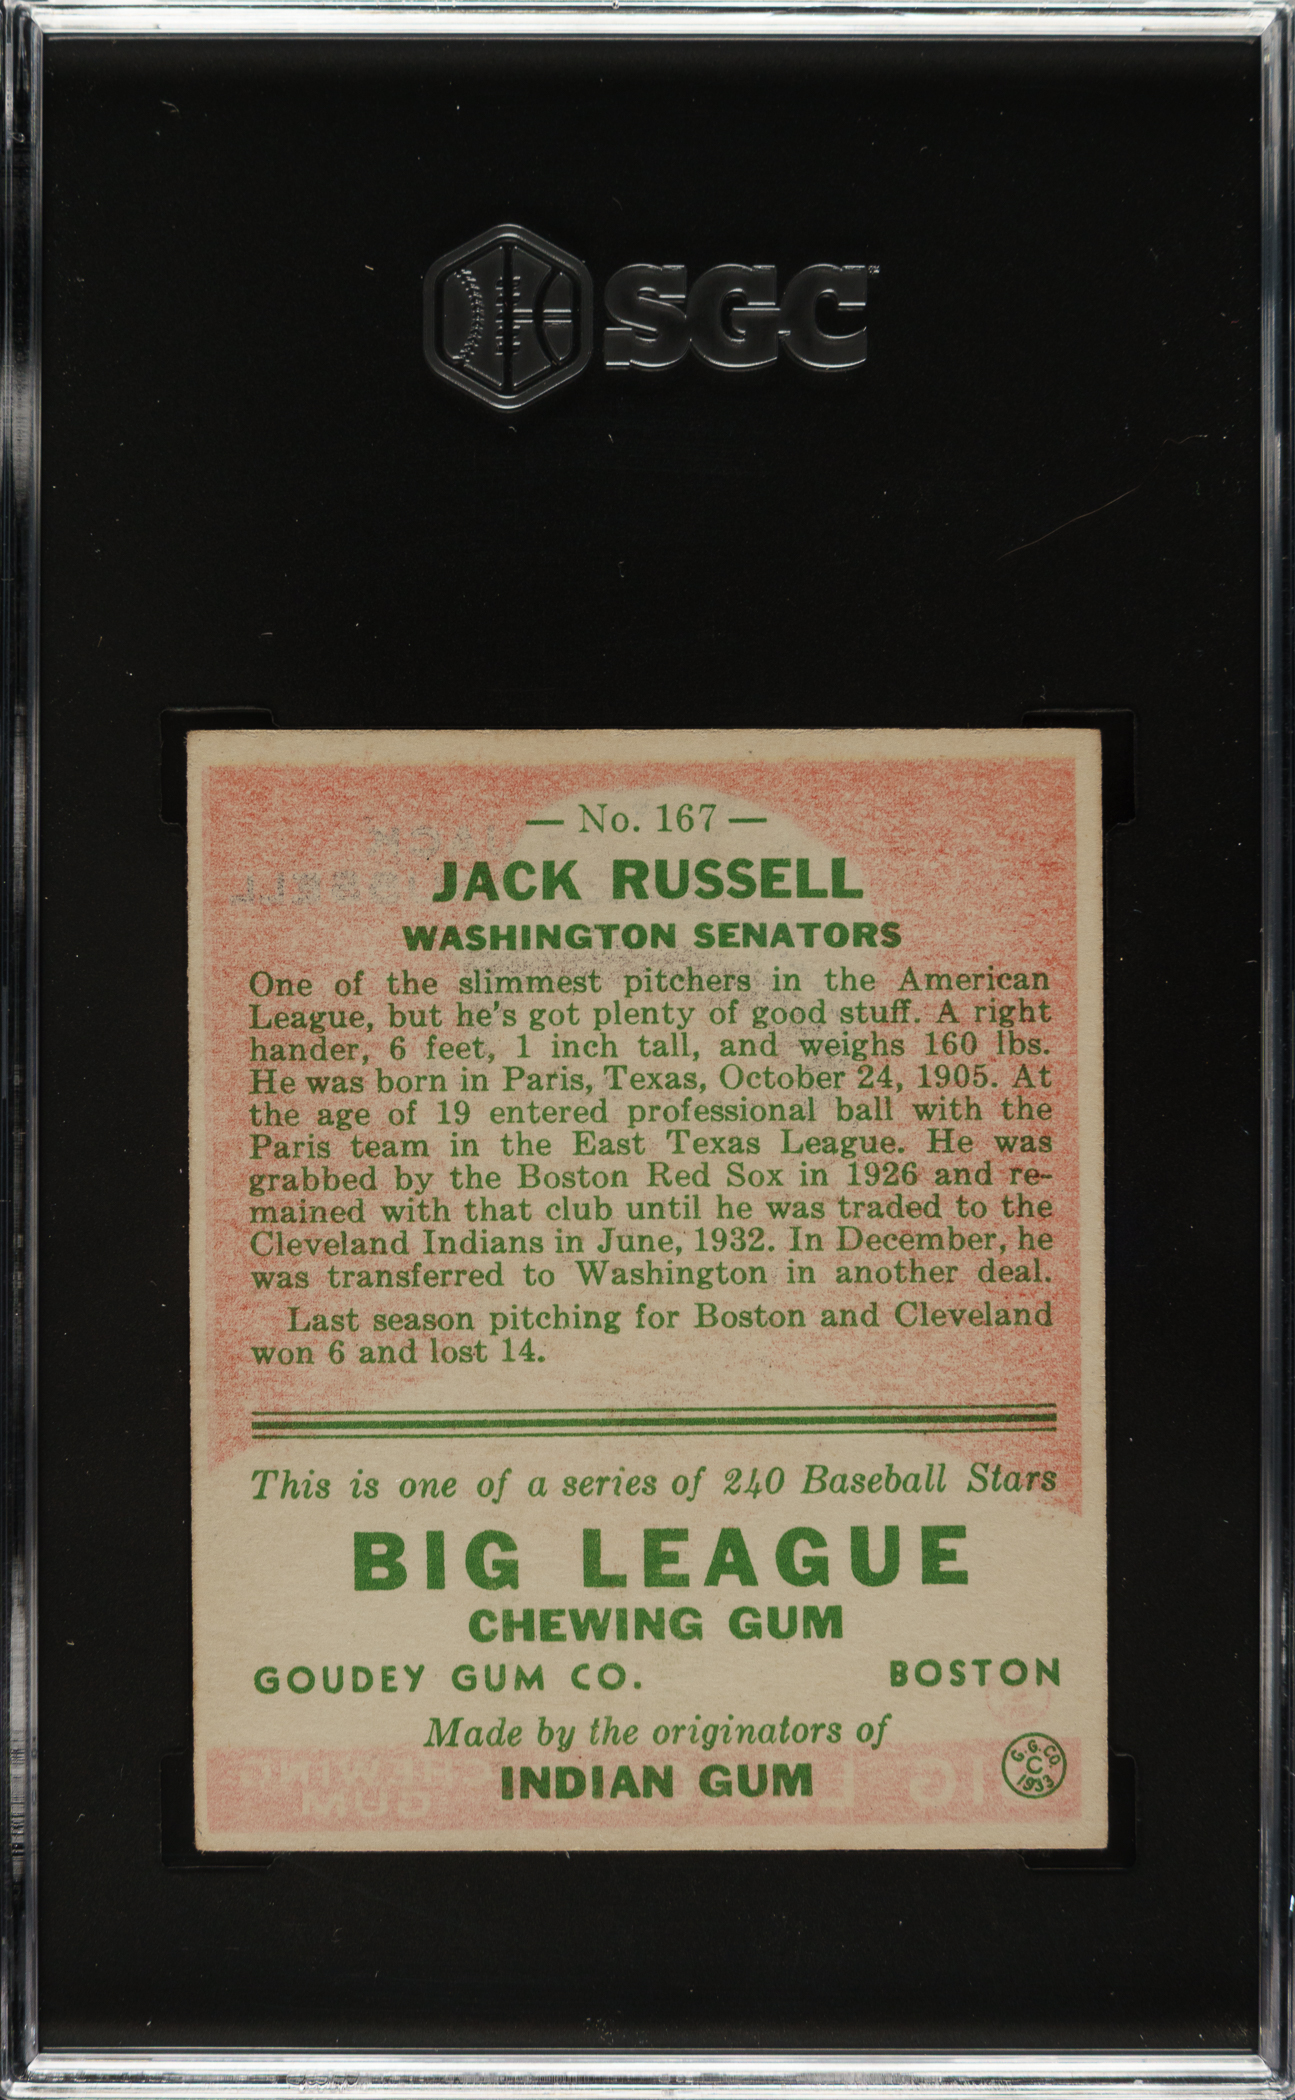 SGC
— No. 167 —
JACK RUSSELL
WASHINGTON SENATORS
One of the slimmest pitchers in the American
League, but he's got plenty of good stuff. A right
hander, 6 feet, 1 inch tall, and weighs 160 lbs.
He was born in Paris, Texas, October 24, 1905. At
the age of 19 entered professional ball with the
Paris team in the East Texas League. He was
grabbed by the Boston Red Sox in 1926 and re-
mained with that club until he was traded to the
Cleveland Indians in June, 1932. In December, he
was transferred to Washington in another deal.
Last season pitching for Boston and Cleveland
won 6 and lost 14.
This is one of a series of 240 Baseball Stars
BIG LEAGUE
CHEWING GUM
GOUDEY GUM CO. BOSTON
Made by the originators of
INDIAN GUM
G. G. CO.
C
1933